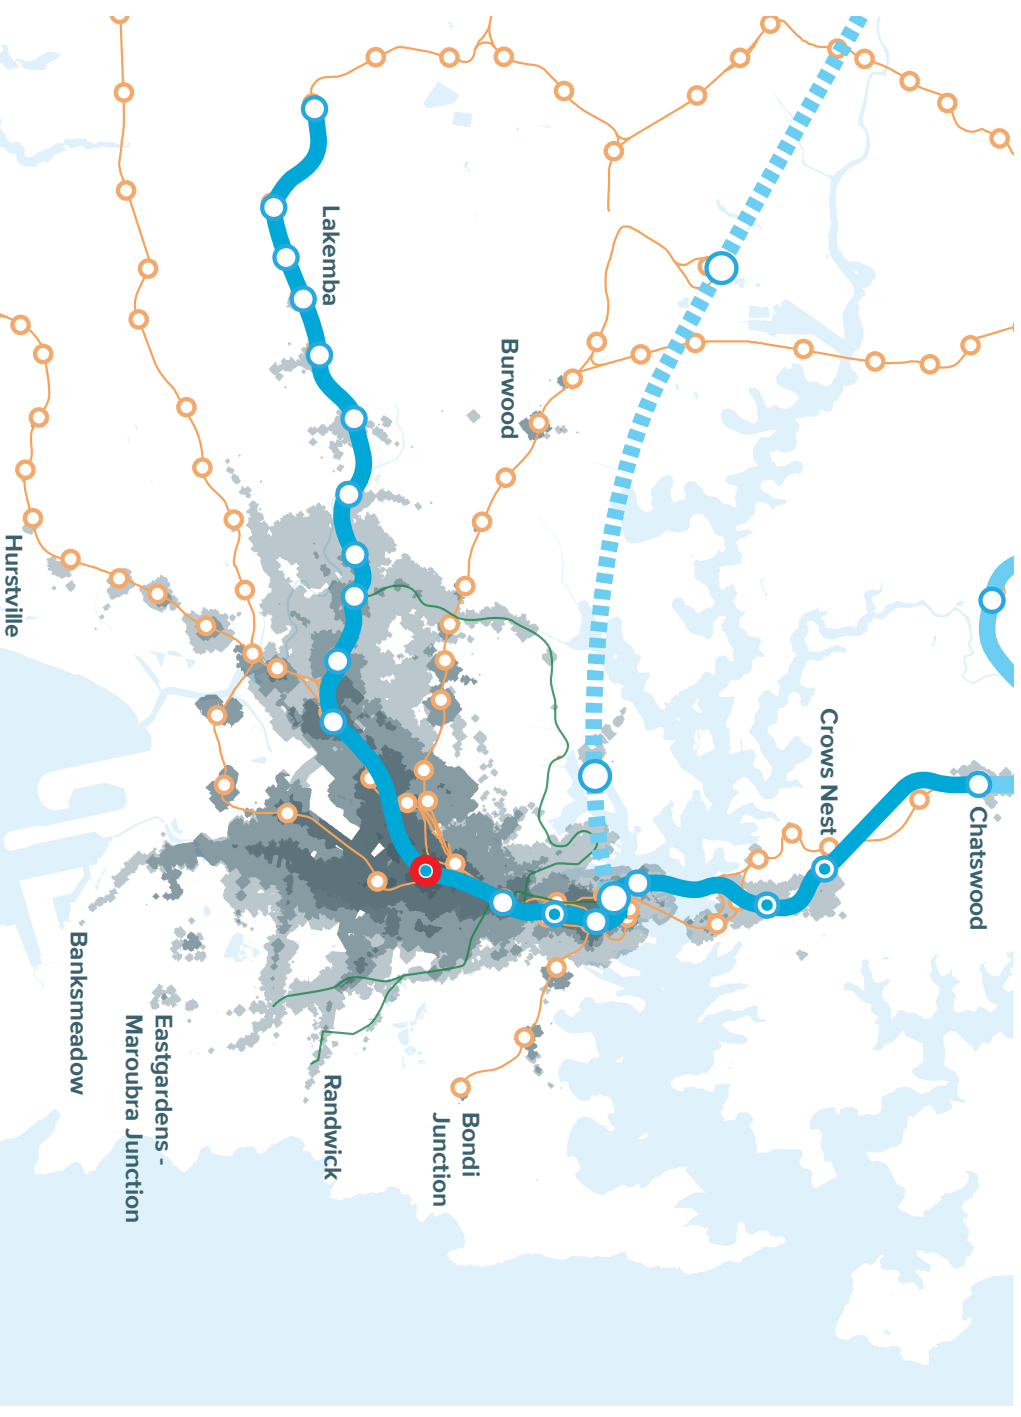 Chatswood
Crows Nest
Burwood
Bondi
Junction
Lakemba
Randwick
Eastgardens -
Maroubra Junction
Banksmeadow
Hurstville